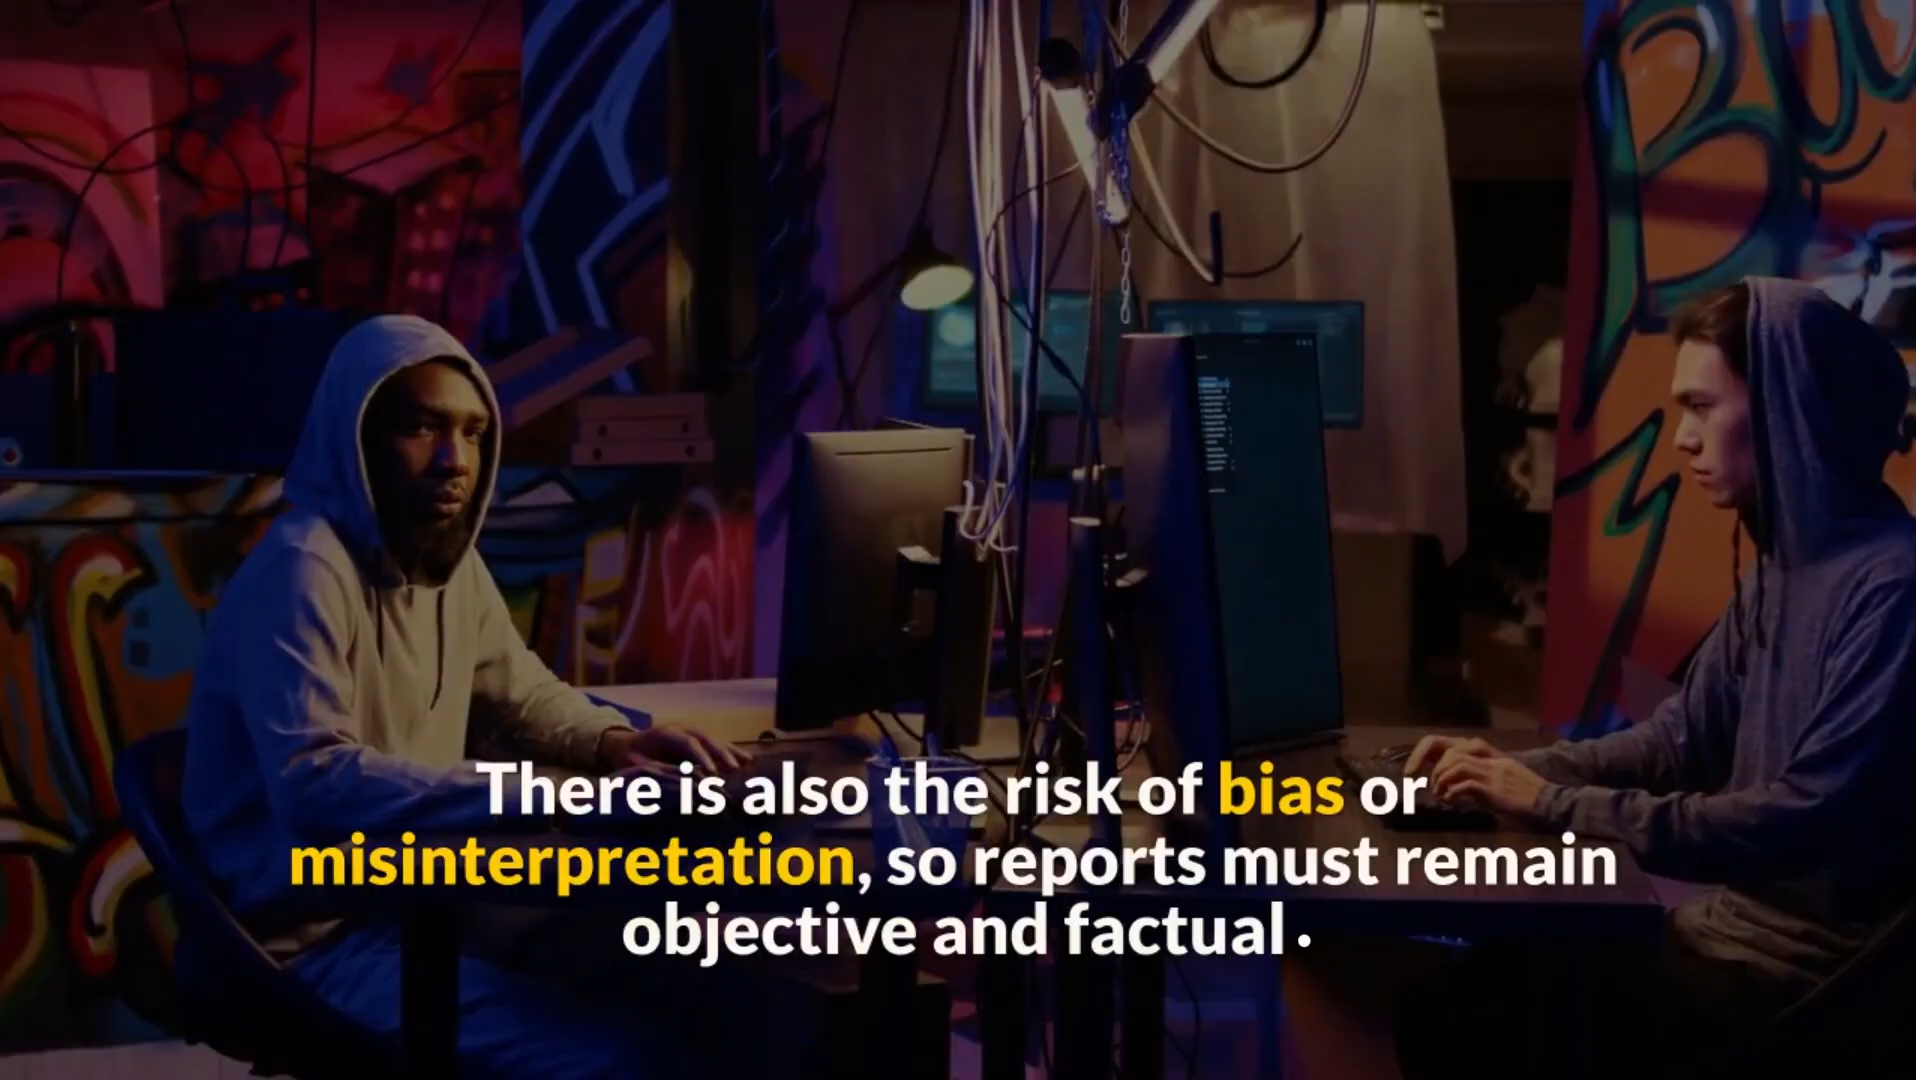 There is also the risk of bias or
misinterpretation, so reports must remain
objective and factual.